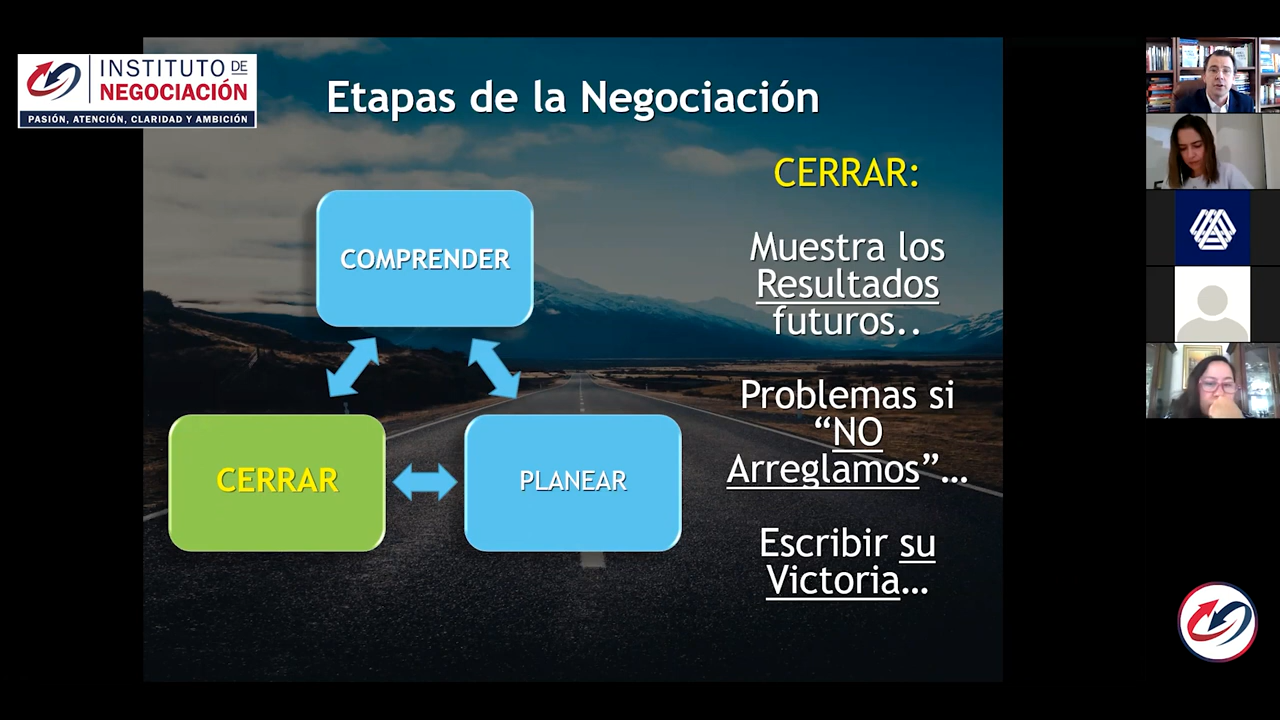 INSTITUTO DE
NEGOCIACIÓN
PASIÓN, ATENCIÓN, CLARIDAD Y AMBICIÓN
Etapas de la Negociación
COMPRENDER
CERRAR
PLANEAR
CERRAR:
Muestra los
Resultados
futuros..
Problemas si
“NO
Arreglamos”...
Escribir su
Victoria...